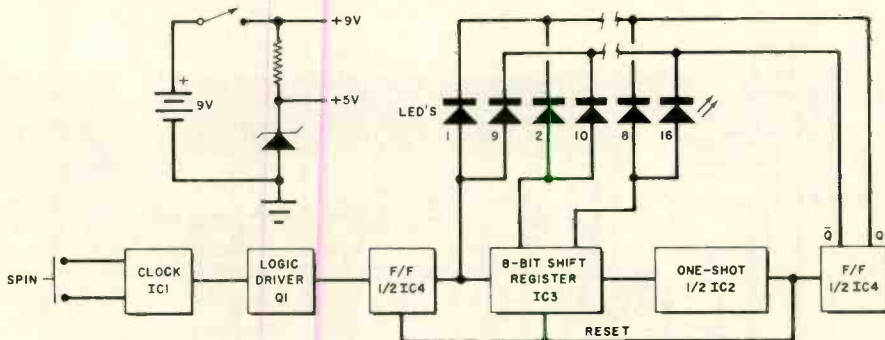 +9V
+
9V
+5V
LED'S
1 9 2 10 8 16
Q̄ Q
SPIN
CLOCK
IC1
LOGIC
DRIVER
Q1
F/F
1/2 IC4
8-BIT SHIFT
REGISTER
IC3
ONE-SHOT
1/2 IC2
F/F
1/2 IC4
RESET